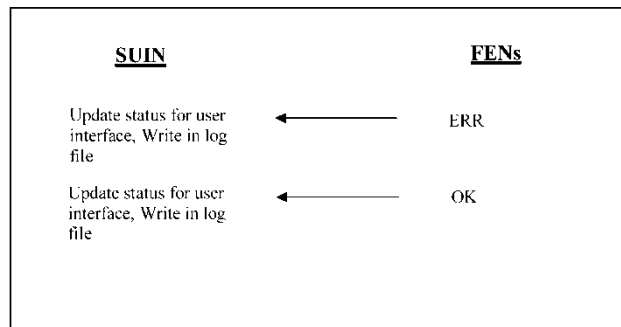 SUIN
FENs
Update status for user
interface, Write in log
file
ERR
Update status for user
interface, Write in log
file
OK